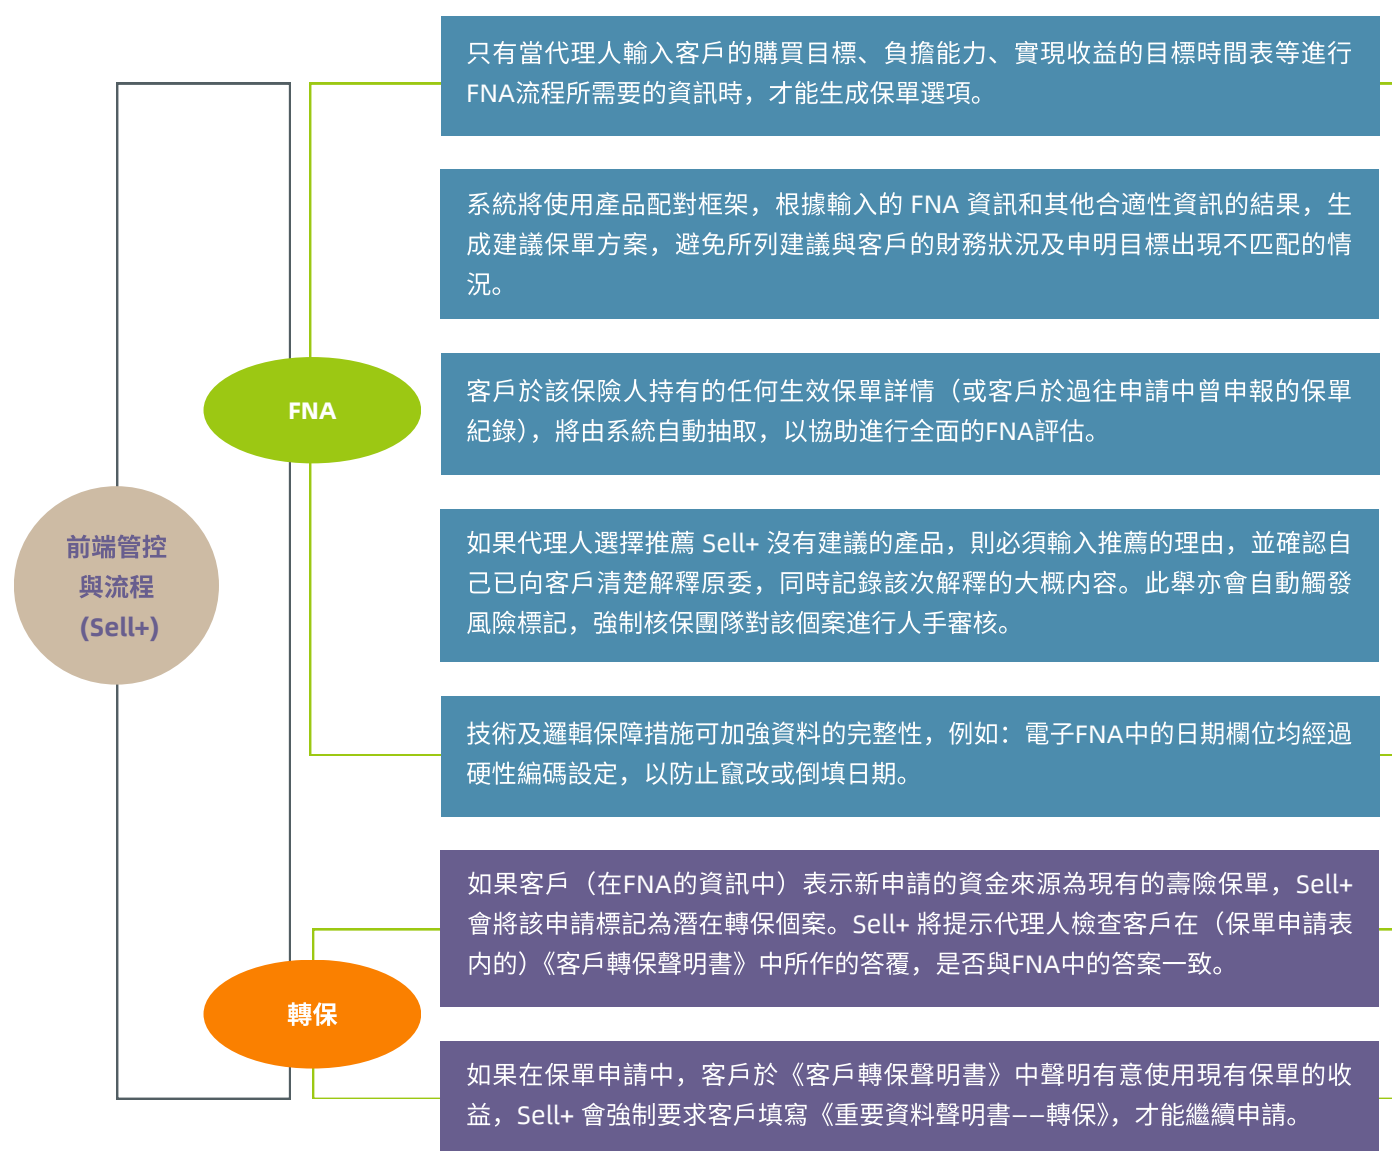 前端管控
與流程
(Sell+)
FNA
只有當代理人輸入客戶的購買目標、負擔能力、實現收益的目標時間表等進行
FNA流程所需要的資訊時，才能生成保單選項。
系統將使用產品配對框架，根據輸入的 FNA 資訊和其他合適性資訊的結果，生
成建議保單方案，避免所列建議與客戶的財務狀況及申明目標出現不匹配的情
況。
客戶於該保險人持有的任何生效保單詳情（或客戶於過往申請中曾申報的保單
紀錄），將由系統自動抽取，以協助進行全面的FNA評估。
如果代理人選擇推薦 Sell+ 沒有建議的產品，則必須輸入推薦的理由，並確認自
己已向客戶清楚解釋原委，同時記錄該次解釋的大概内容。此舉亦會自動觸發
風險標記，強制核保團隊對該個案進行人手審核。
技術及邏輯保障措施可加強資料的完整性，例如：電子FNA中的日期欄位均經過
硬性編碼設定，以防止竄改或倒填日期。
轉保
如果客戶（在FNA的資訊中）表示新申請的資金來源為現有的壽險保單，Sell+
會將該申請標記為潛在轉保個案。Sell+ 將提示代理人檢查客戶在（保單申請表
内的）《客戶轉保聲明書》中所作的答覆，是否與FNA中的答案一致。
如果在保單申請中，客戶於《客戶轉保聲明書》中聲明有意使用現有保單的收
益，Sell+ 會強制要求客戶填寫《重要資料聲明書——轉保》，才能繼續申請。